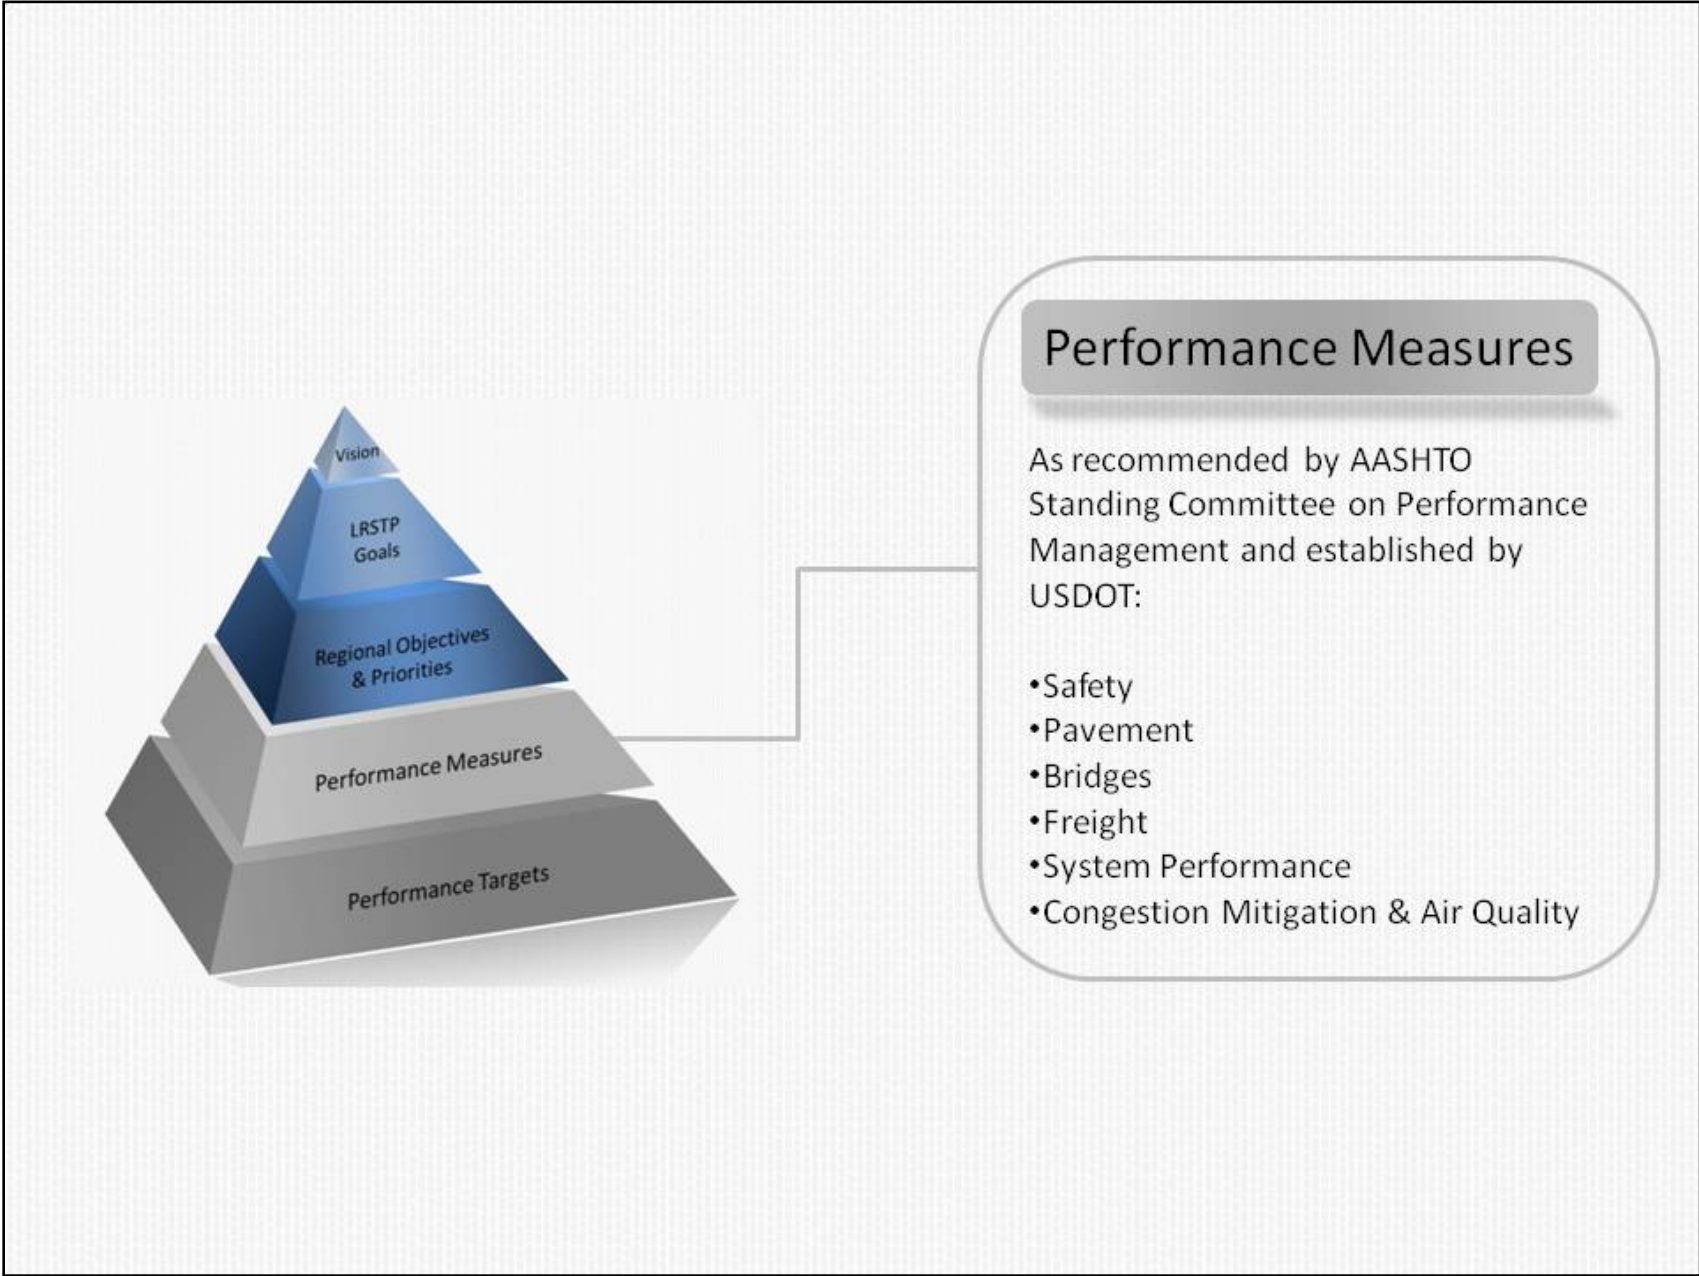 Vision
LRSTP
Goals
Regional Objectives
& Priorities
Performance Measures
Performance Targets
Performance Measures
As recommended by AASHTO
Standing Committee on Performance
Management and established by
USDOT:
•Safety
•Pavement
•Bridges
•Freight
•System Performance
•Congestion Mitigation & Air Quality